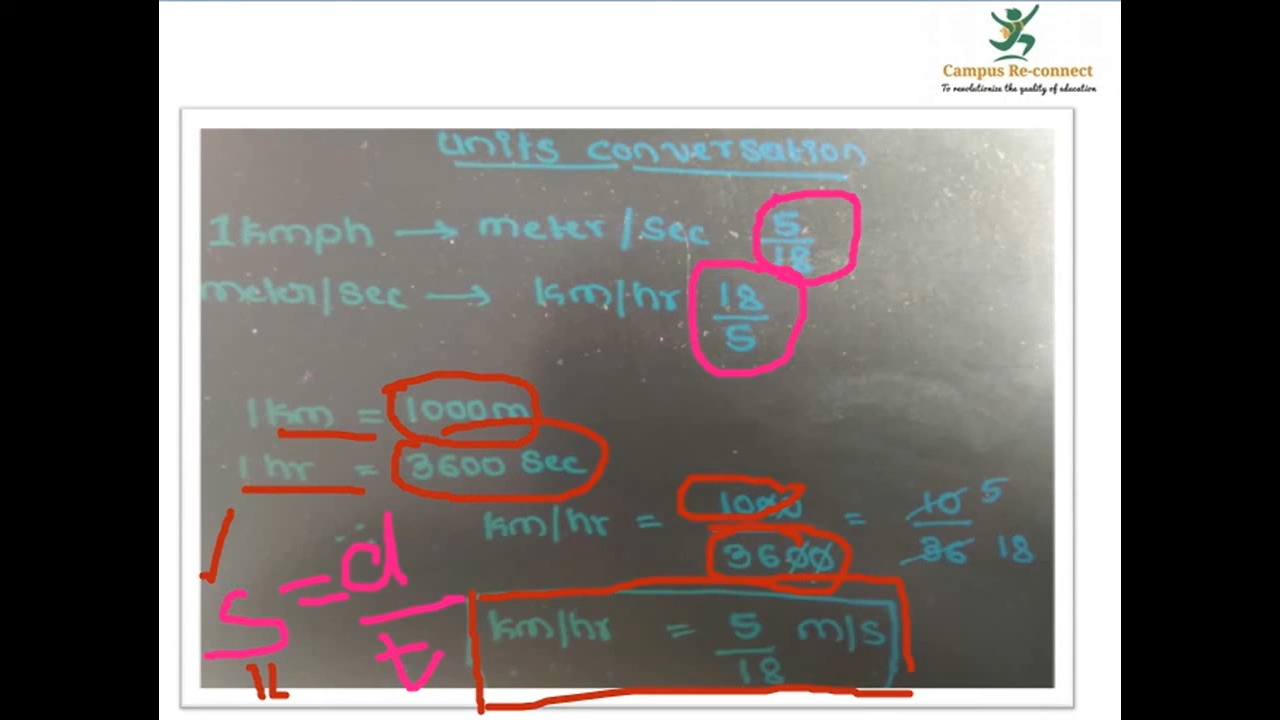 Campus Re-connect
To revolutionize the quality of education
units conversation
1kmph → meter/sec 5/18
meter/sec → km/hr 18/5
1km = 1000m
1 hr = 3600 Sec
km/hr = 1000/3600 = 10/36 5/18
S = d/t
km/hr = 5/18 m/s